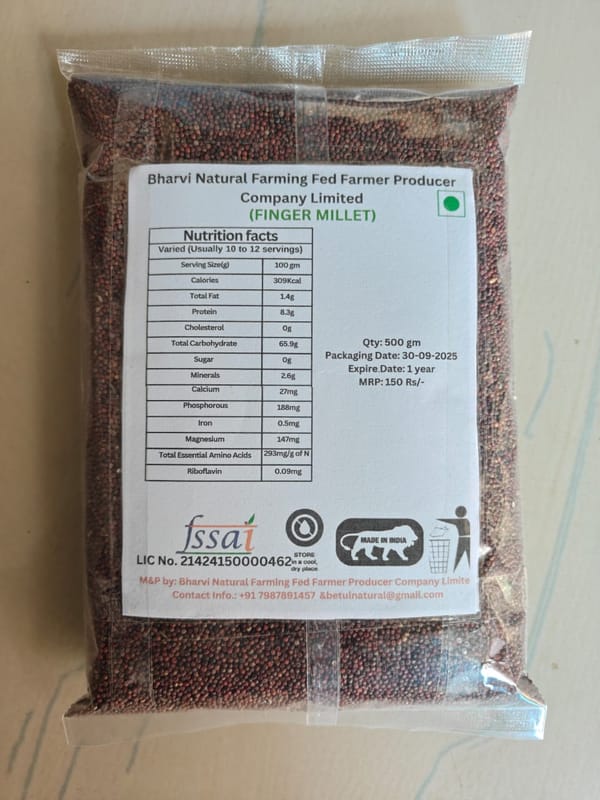 Bharvi Natural Farming Fed Farmer Producer
Company Limited
(FINGER MILLET)
Nutrition facts
Varied (Usually 10 to 12 servings)
Serving Size(g) 100 gm
Calories 309Kcal
Total Fat 1.4g
Protein 8.3g
Cholesterol 0g
Total Carbohydrate 65.9g
Sugar 0g
Minerals 2.6g
Calcium 27mg
Phosphorous 188mg
Iron 0.5mg
Magnesium 147mg
Total Essential Amino Acids 293mg/g of N
Riboflavin 0.09mg
Qty: 500 gm
Packaging Date: 30-09-2025
Expire Date: 1 year
MRP: 150 Rs/-
fssai
LIC No. 21424150000462
STORE
in a cool,
dry place
MADE IN INDIA
M&P by: Bharvi Natural Farming Fed Farmer Producer Company Limite
Contact Info.: +91 7987891457 &betulnatural@gmail.com